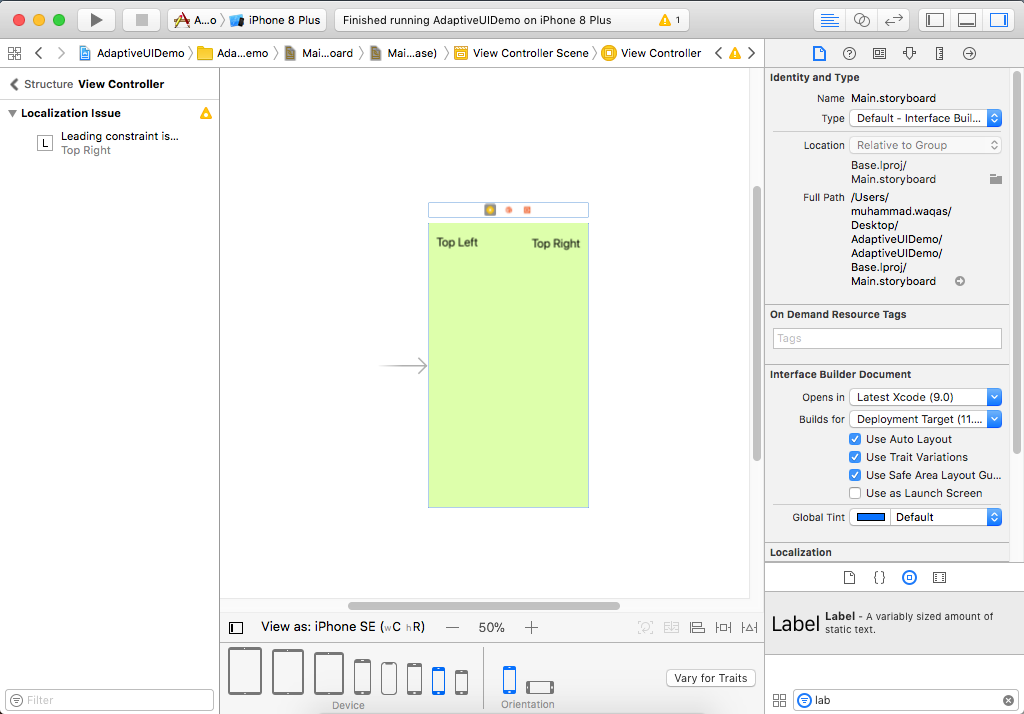 A...o
iPhone 8 Plus
Finished running AdaptiveUIDemo on iPhone 8 Plus
1
AdaptiveUIDemo
Ada...emo
Mai...oard
Mai...ase)
View Controller Scene
View Controller
Structure View Controller
Localization Issue
L
Leading constraint is...
Top Right
Top Left
Top Right
View as: iPhone SE (wC hR)
50%
Device
Orientation
Vary for Traits
Filter
Identity and Type
Name Main.storyboard
Type Default - Interface Buil...
Location Relative to Group
Base.lproj/
Main.storyboard
Full Path /Users/
muhammad.waqas/
Desktop/
AdaptiveUIDemo/
AdaptiveUIDemo/
Base.lproj/
Main.storyboard
On Demand Resource Tags
Tags
Interface Builder Document
Opens in Latest Xcode (9.0)
Builds for Deployment Target (11....
Use Auto Layout
Use Trait Variations
Use Safe Area Layout Gu...
Use as Launch Screen
Global Tint Default
Localization
{}
Label
Label - A variably sized amount of
static text.
lab